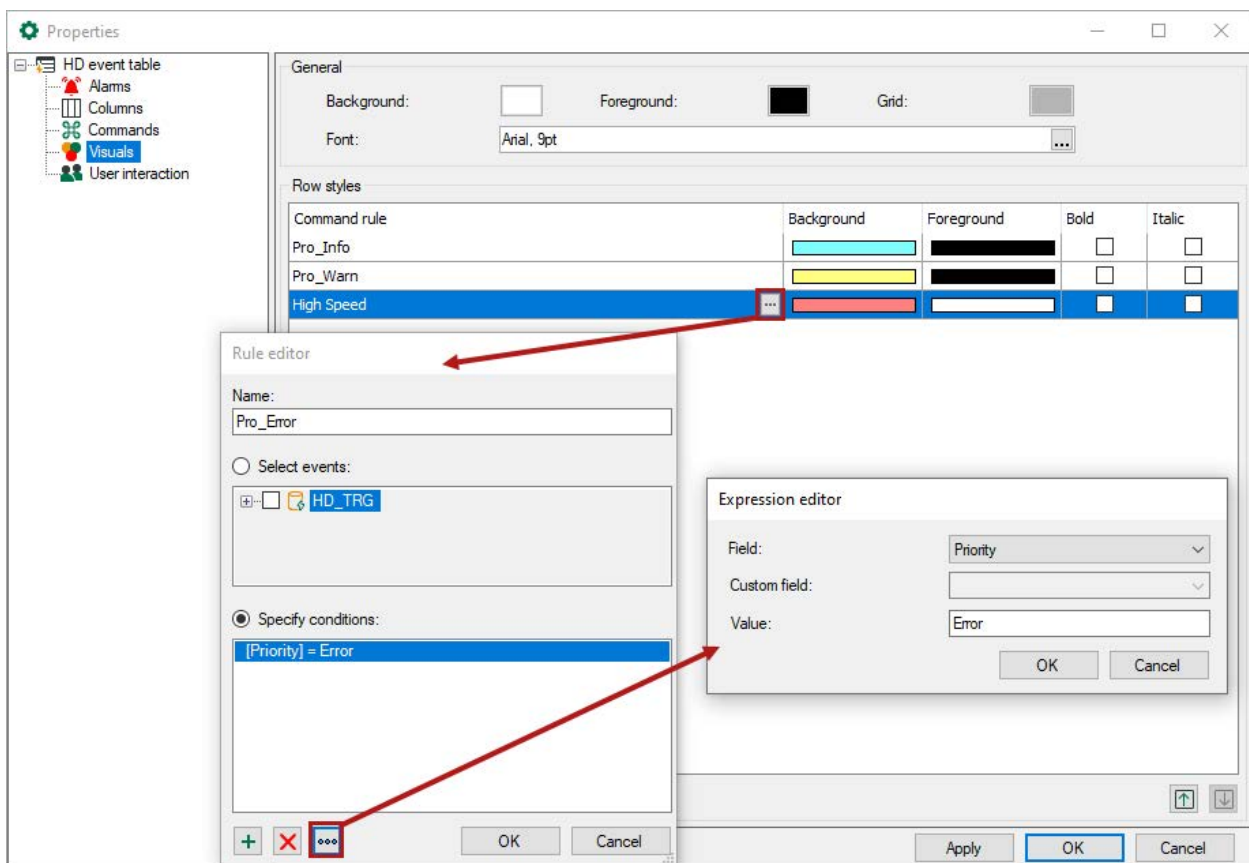 Properties
HD event table
Alarms
Columns
Commands
Visuals
User interaction
General
Background: Foreground: Grid:
Font: Arial, 9pt ...
Row styles
Command rule Background Foreground Bold Italic
Pro_Info
Pro_Warn
High Speed ...
Rule editor
Name:
Pro_Error
Select events:
HD_TRG
Specify conditions:
[Priority] = Error
OK Cancel
Expression editor
Field: Priority
Custom field:
Value: Error
OK Cancel
Apply OK Cancel